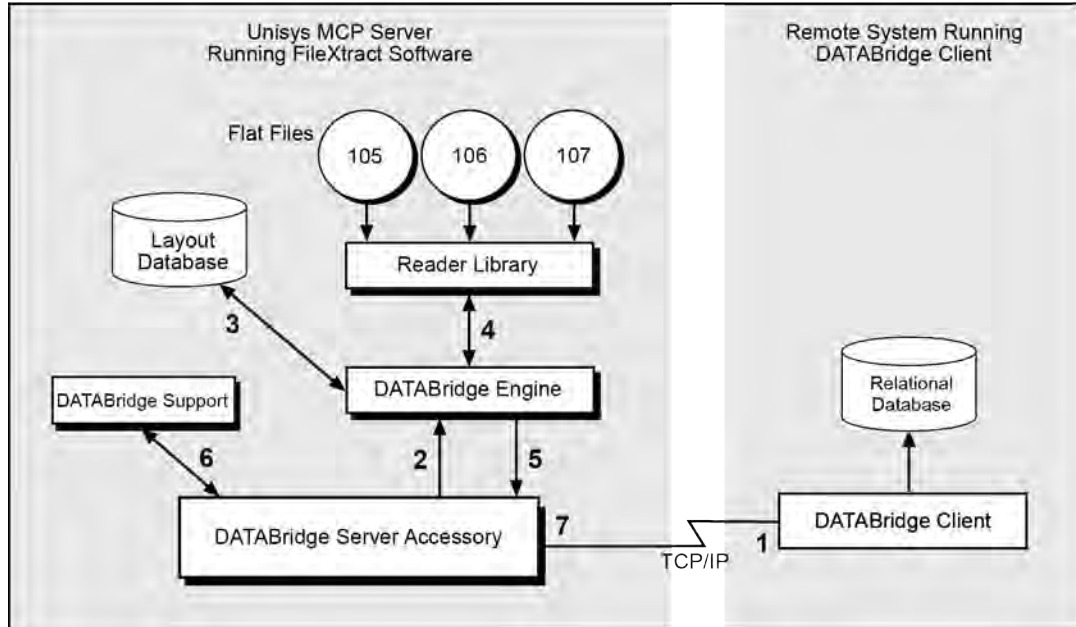 Unisys MCP Server
Running FileXtract Software
Remote System Running
DATABridge Client
Flat Files
105
106
107
Layout
Database
Reader Library
3
4
DATABridge Support
DATABridge Engine
Relational
Database
6
2
5
DATABridge Server Accessory
7
TCP/IP
1
DATABridge Client